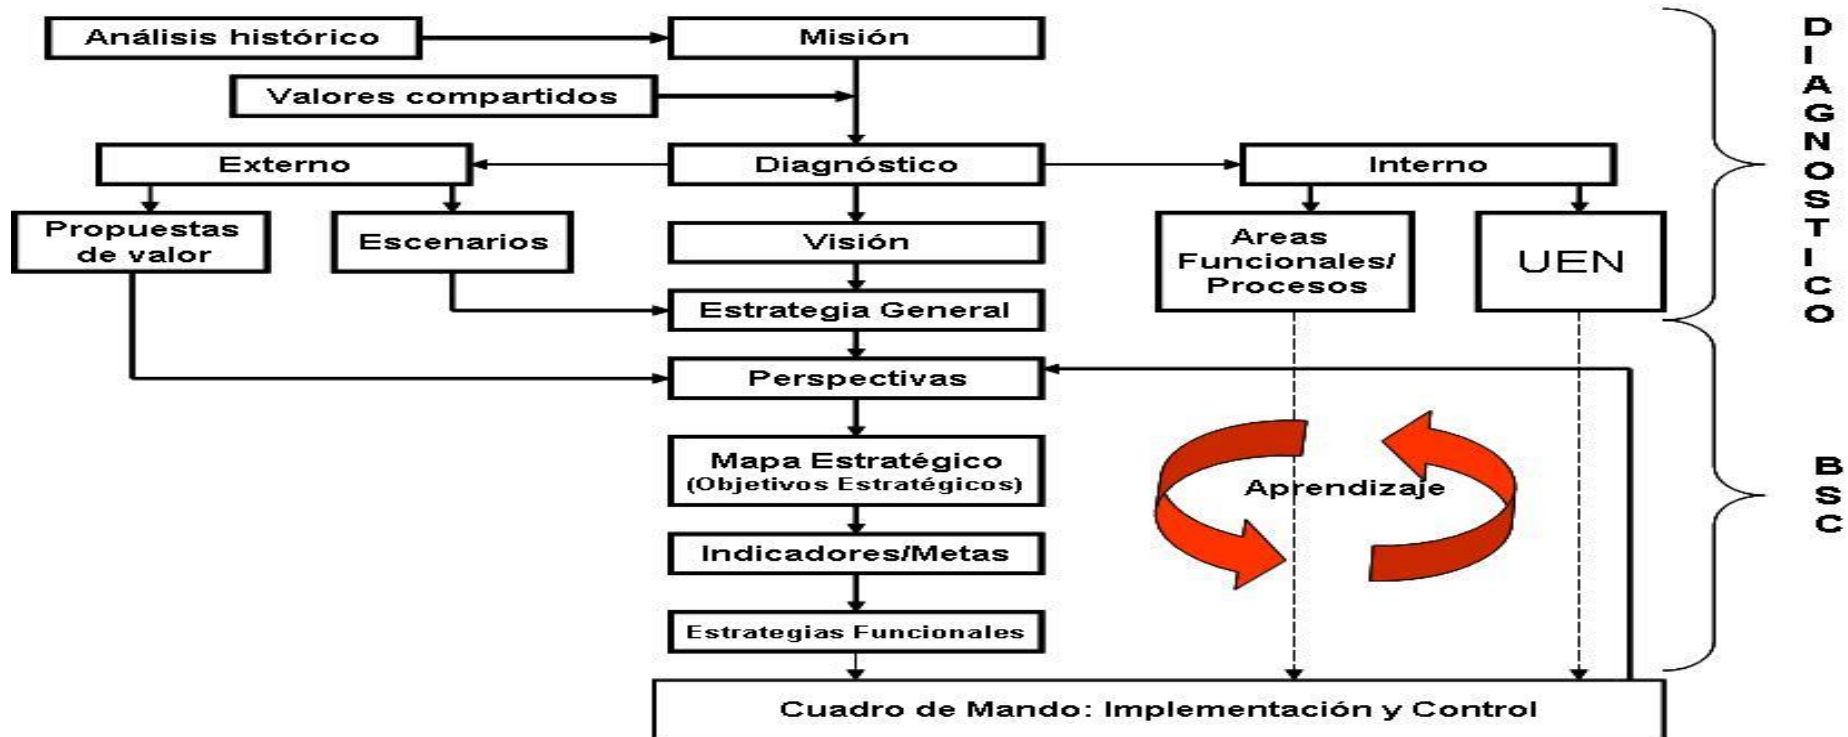 Análisis histórico
Misión
Valores compartidos
Externo
Diagnóstico
Interno
Propuestas
de valor
Escenarios
Visión
Areas
Funcionales/
Procesos
UEN
Estrategia General
Perspectivas
Mapa Estratégico
(Objetivos Estratégicos)
Aprendizaje
Indicadores/Metas
Estrategias Funcionales
Cuadro de Mando: Implementación y Control
DIAGNOSTICO
BSC